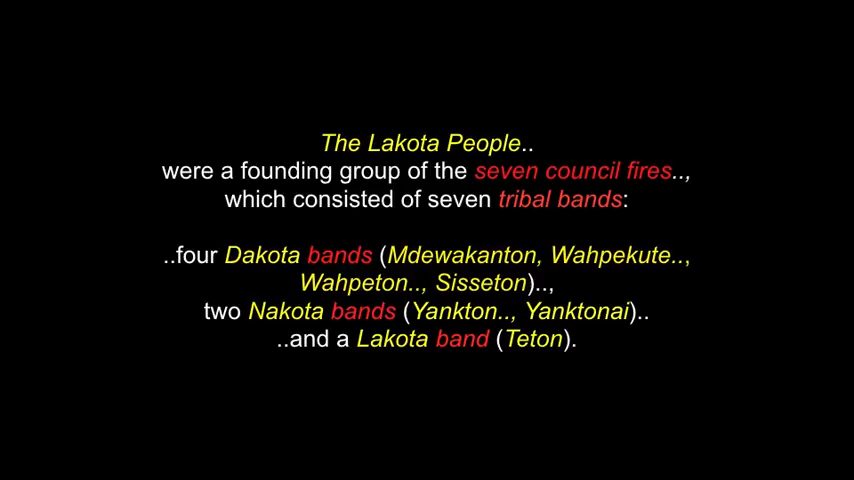 The Lakota People..
were a founding group of the seven council fires..,
which consisted of seven tribal bands:
..four Dakota bands (Mdewakanton, Wahpekute..,
Wahpeton.., Sisseton)..,
two Nakota bands (Yankton.., Yanktonai)..
..and a Lakota band (Teton).